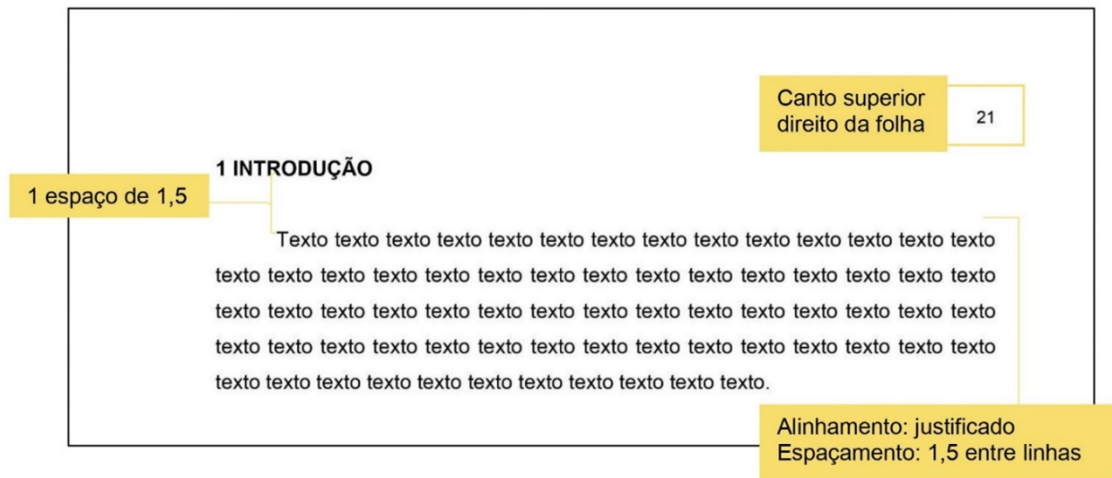 Canto superior
direito da folha
21
1 INTRODUÇÃO
1 espaço de 1,5
Texto texto texto texto texto texto texto texto texto texto texto texto texto texto
texto texto texto texto texto texto texto texto texto texto texto texto texto texto texto
texto texto texto texto texto texto texto texto texto texto texto texto texto texto texto
texto texto texto texto texto texto texto texto texto texto texto texto texto texto texto
texto texto texto texto texto texto texto texto texto texto texto.
Alinhamento: justificado
Espaçamento: 1,5 entre linhas